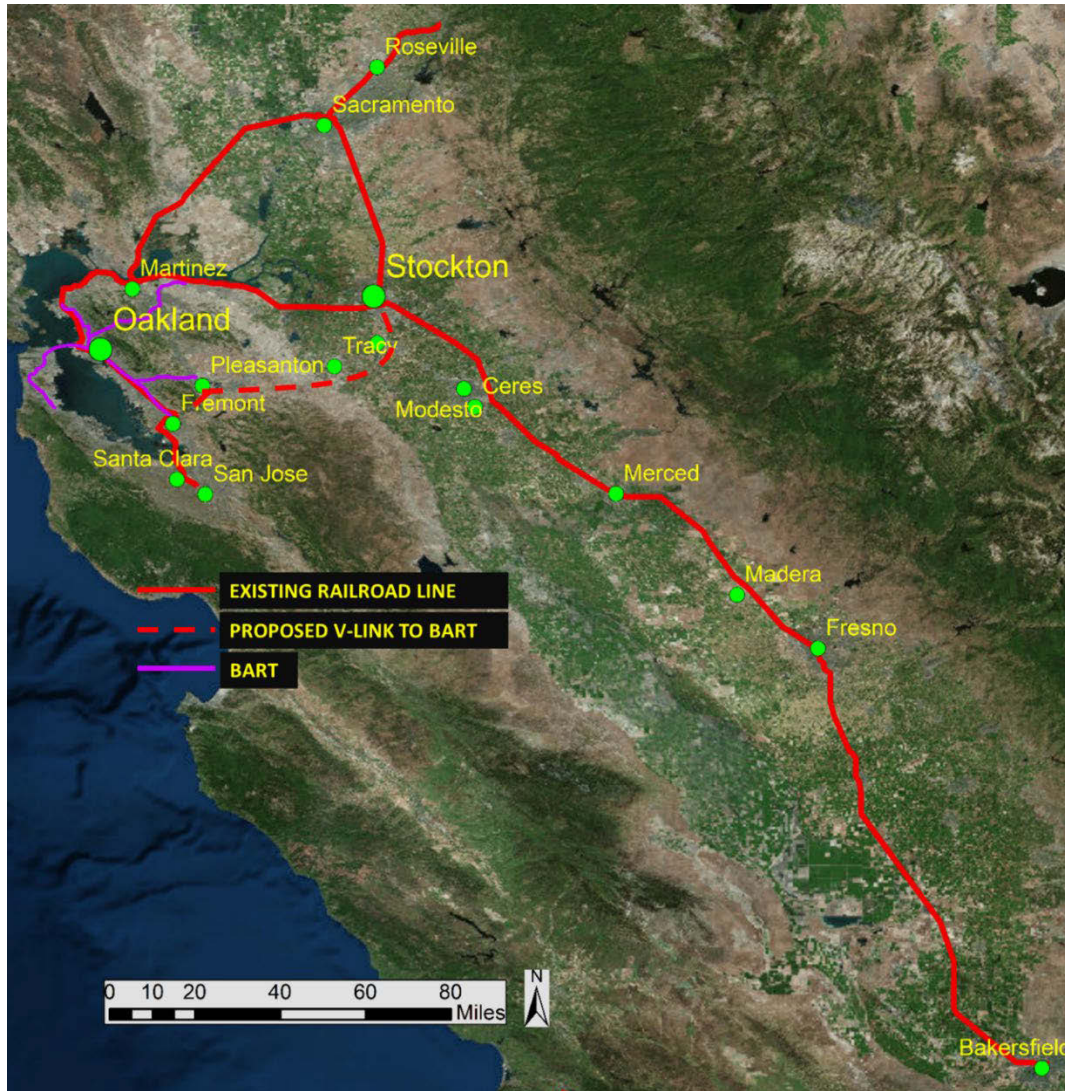 Roseville
Sacramento
Martinez
Stockton
Oakland
Tracy
Pleasanton
Ceres
Fremont
Modesto
Santa Clara
San Jose
Merced
EXISTING RAILROAD LINE
Madera
PROPOSED V-LINK TO BART
Fresno
BART
N
0 10 20 40 60 80
Miles
Bakersfield